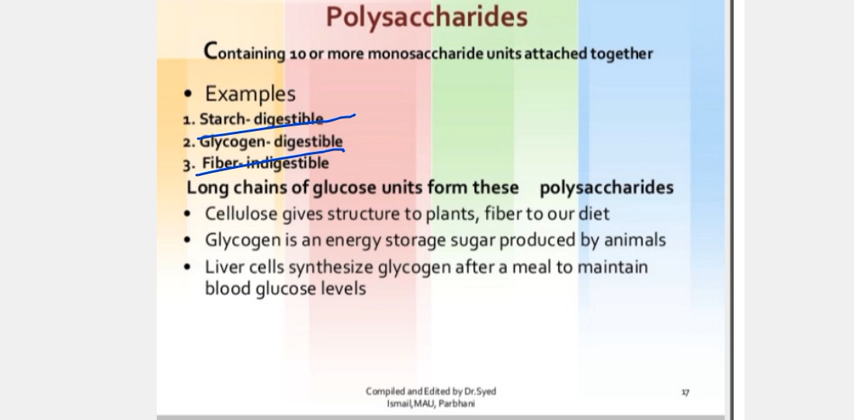 Polysaccharides
Containing 10 or more monosaccharide units attached together
• Examples
1. Starch- digestible
2. Glycogen- digestible
3. Fiber- indigestible
Long chains of glucose units form these polysaccharides
• Cellulose gives structure to plants, fiber to our diet
• Glycogen is an energy storage sugar produced by animals
• Liver cells synthesize glycogen after a meal to maintain
blood glucose levels
Compiled and Edited by Dr.Syed
Ismail,MAU, Parbhani
17